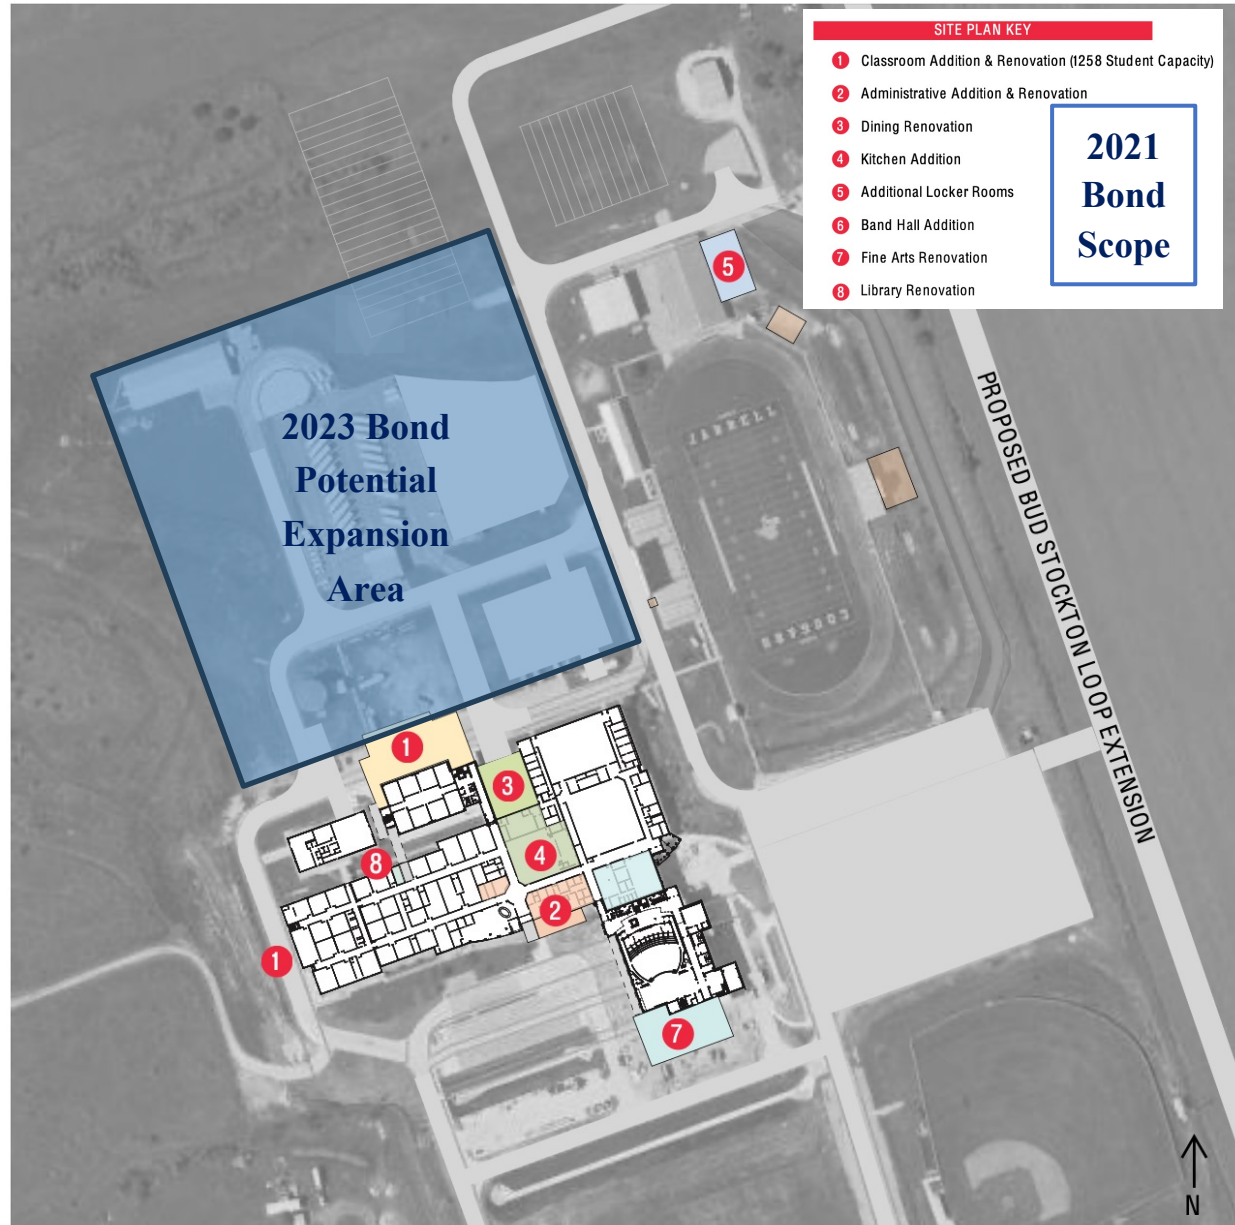 SITE PLAN KEY
1 Classroom Addition & Renovation (1258 Student Capacity)
2 Administrative Addition & Renovation
3 Dining Renovation
4 Kitchen Addition
5 Additional Locker Rooms
6 Band Hall Addition
7 Fine Arts Renovation
8 Library Renovation
2021
Bond
Scope
5
PROPOSED BUD STOCKTON LOOP EXTENSION
2023 Bond
Potential
Expansion
Area
COUGARS
1
3
4
8
2
1
7
N